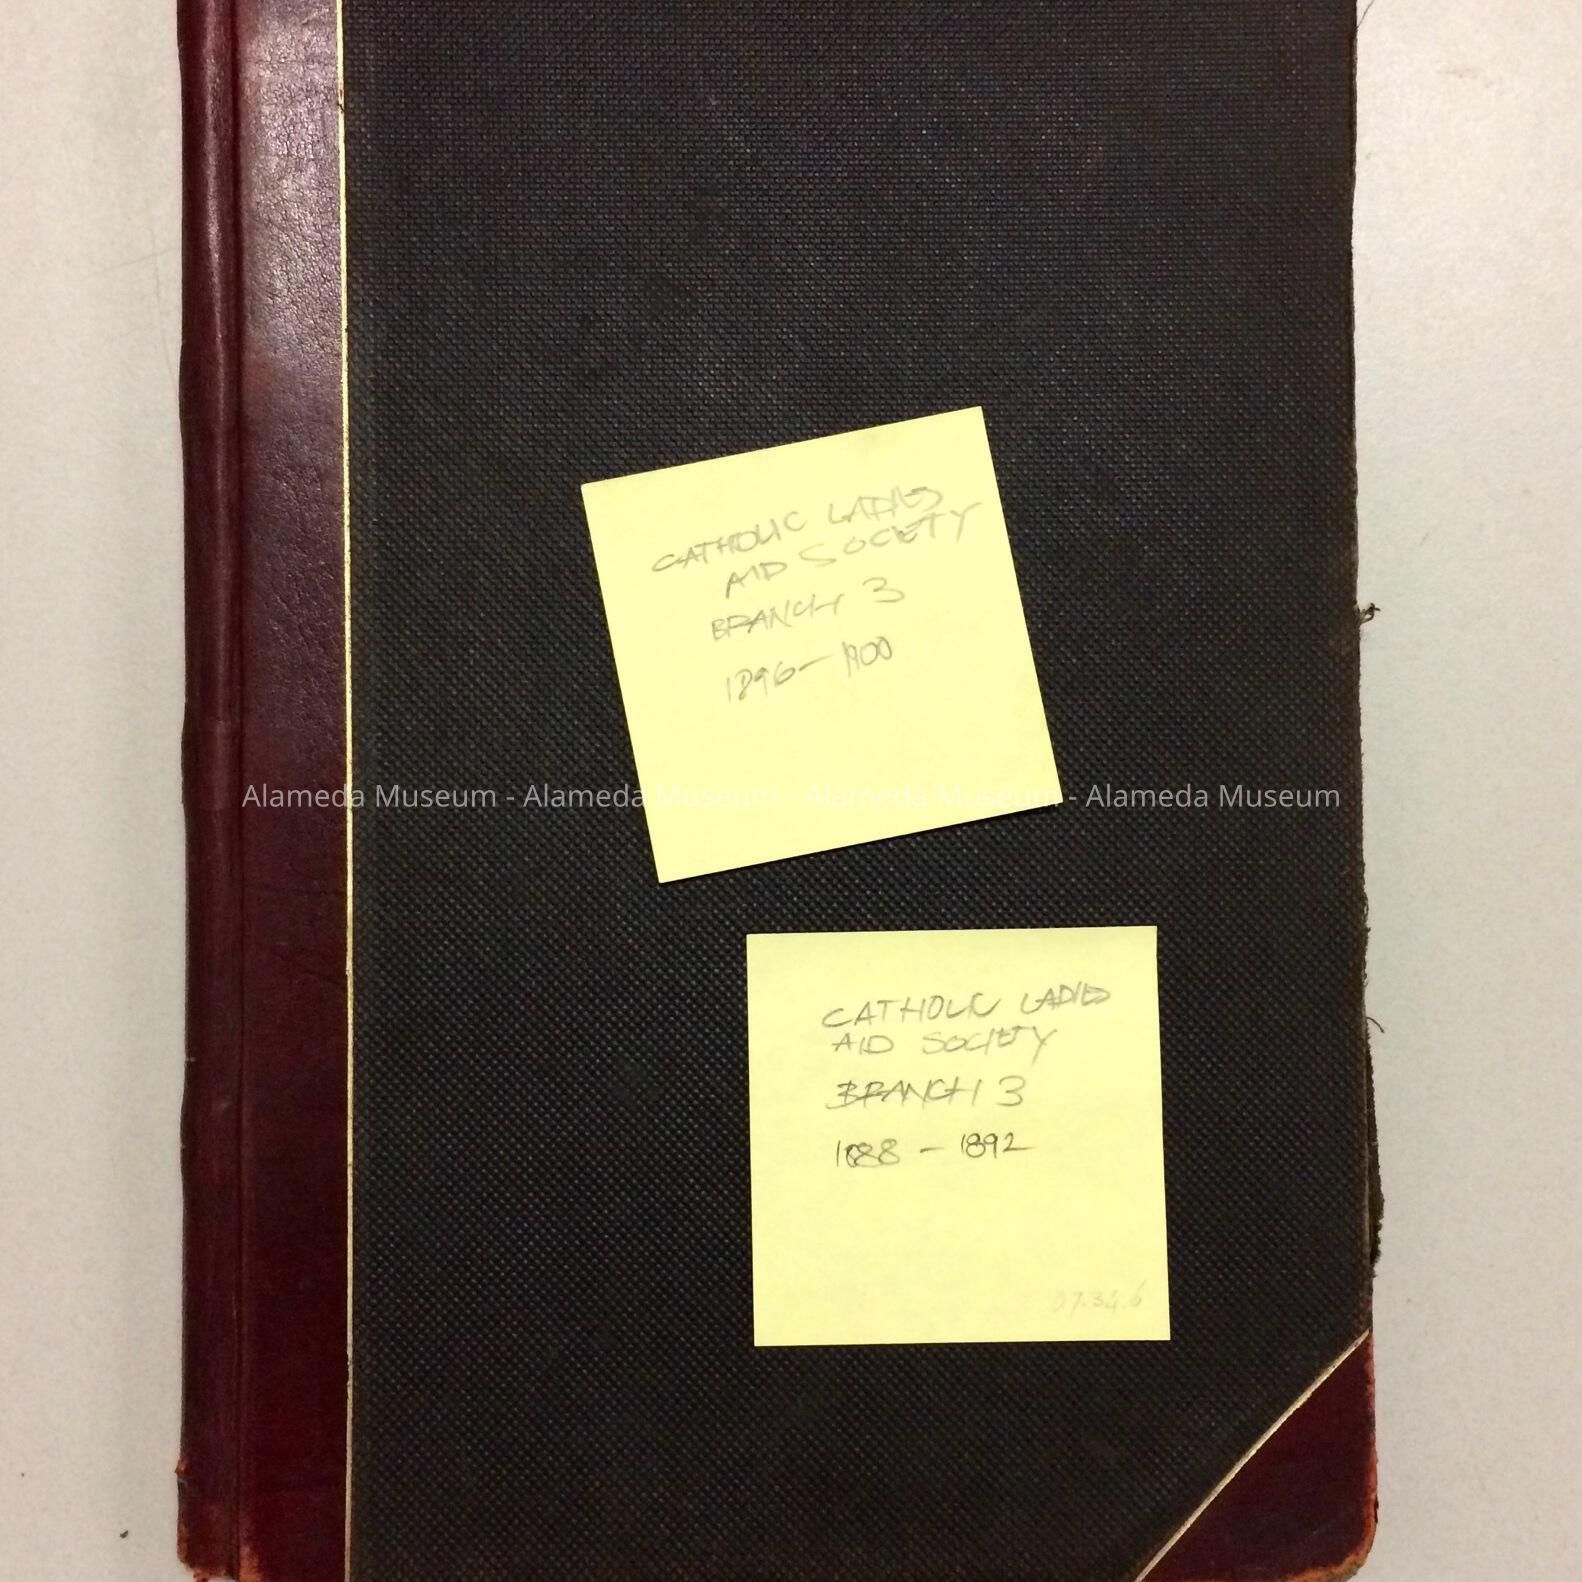 CATHOLIC LADIES
AID SOCIETY
BRANCH 3
1896 - 1900
Alameda Museum - Alameda Museum - Alameda Museum - Alameda Museum
CATHOLIC LADIES
AID SOCIETY
BRANCH 3
1888 - 1892
07.34.6